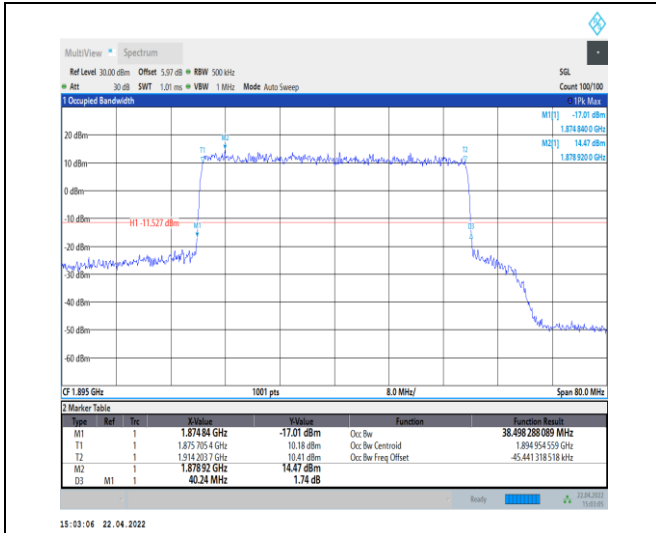 MultiView Spectrum
Ref Level 30.00 dBm Offset 5.97 dB RBW 500 kHz SGL
Att 30 dB SWT 1.01 ms VBW 1 MHz Mode Auto Sweep Count 100/100
1 Occupied Bandwidth 1Pk Max
M1[1] -17.01 dBm
1.874 840 0 GHz
M2[1] 14.47 dBm
1.878 920 0 GHz
20 dBm
M2
T1
T2
10 dBm
0 dBm
-10 dBm
H1 -11.527 dBm
M1
D3
-20 dBm
-30 dBm
-40 dBm
-50 dBm
-60 dBm
CF 1.895 GHz 1001 pts 8.0 MHz/ Span 80.0 MHz
2 Marker Table
Type Ref Trc X-Value Y-Value Function Function Result
M1 1 1.874 84 GHz -17.01 dBm Occ Bw 38.498 288 089 MHz
T1 1 1.875 705 4 GHz 10.18 dBm Occ Bw Centroid 1.894 954 559 GHz
T2 1 1.914 203 7 GHz 10.41 dBm Occ Bw Freq Offset -45.441 318 518 kHz
M2 1 1.878 92 GHz 14.47 dBm
D3 M1 1 40.24 MHz 1.74 dB
Ready 22.04.2022
15:03:05
15:03:06 22.04.2022